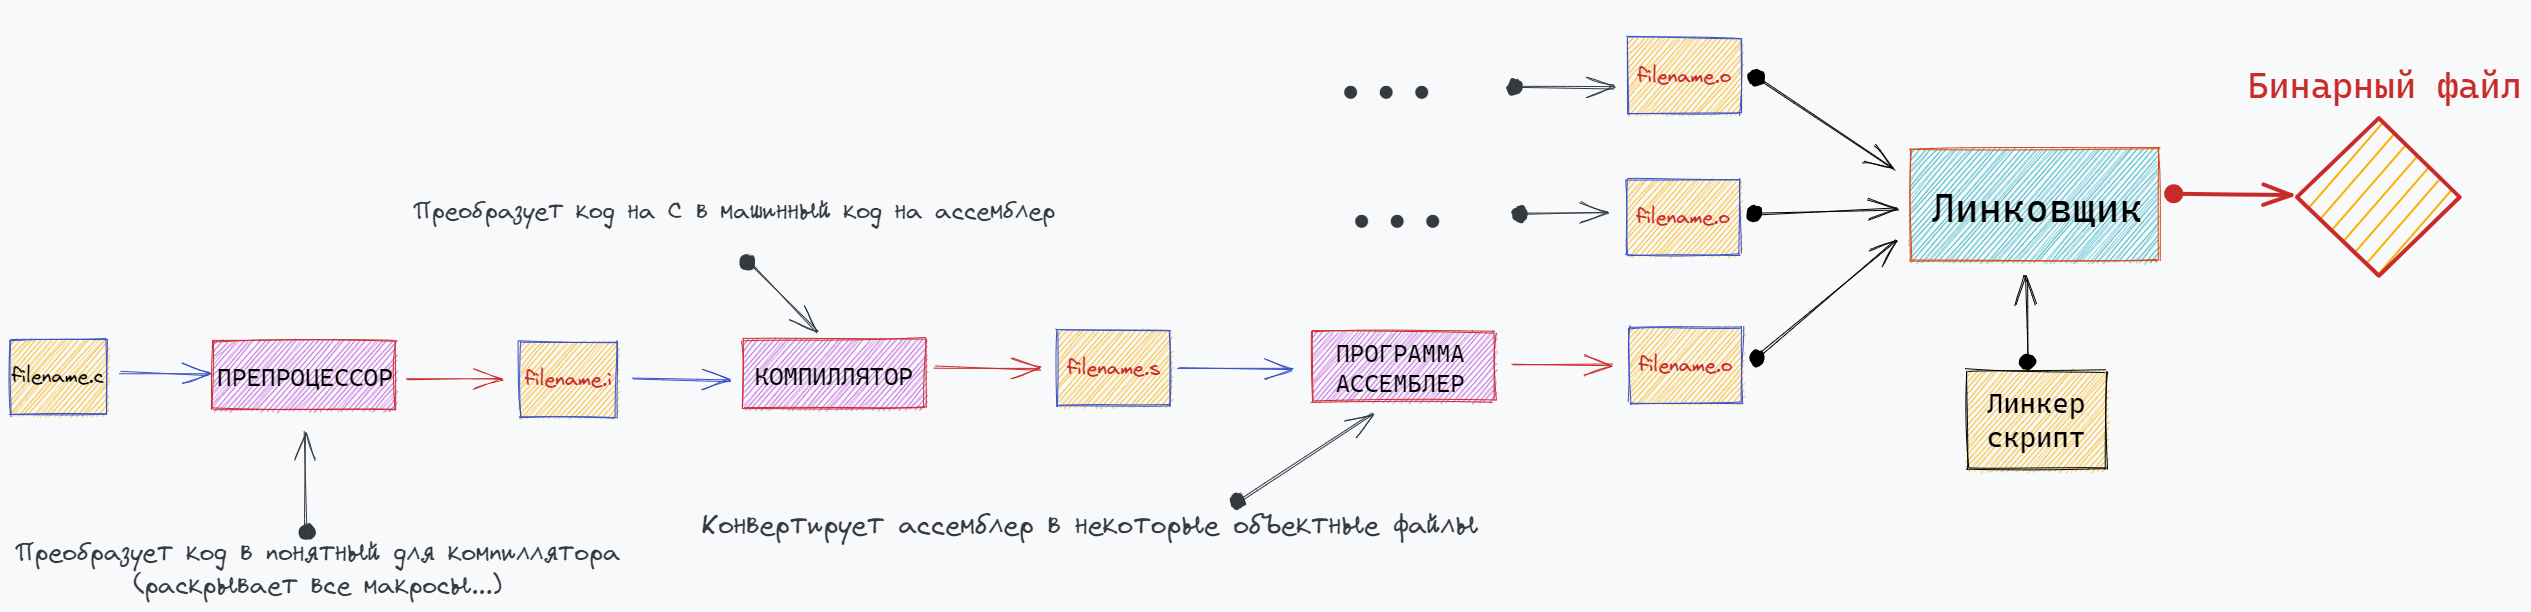 filename.o
Бинарный файл
filename.o
Линковщик
Преобразует код на С в машинный код на ассемблер
filename.c
ПРЕПРОЦЕССОР
filename.i
КОМПИЛЛЯТОР
filename.s
ПРОГРАММА
АССЕМБЛЕР
filename.o
Линкер
скрипт
Конвертирует ассемблер в некоторые объектные файлы
Преобразует код в понятный для компиллятора
(раскрывает все макросы...)